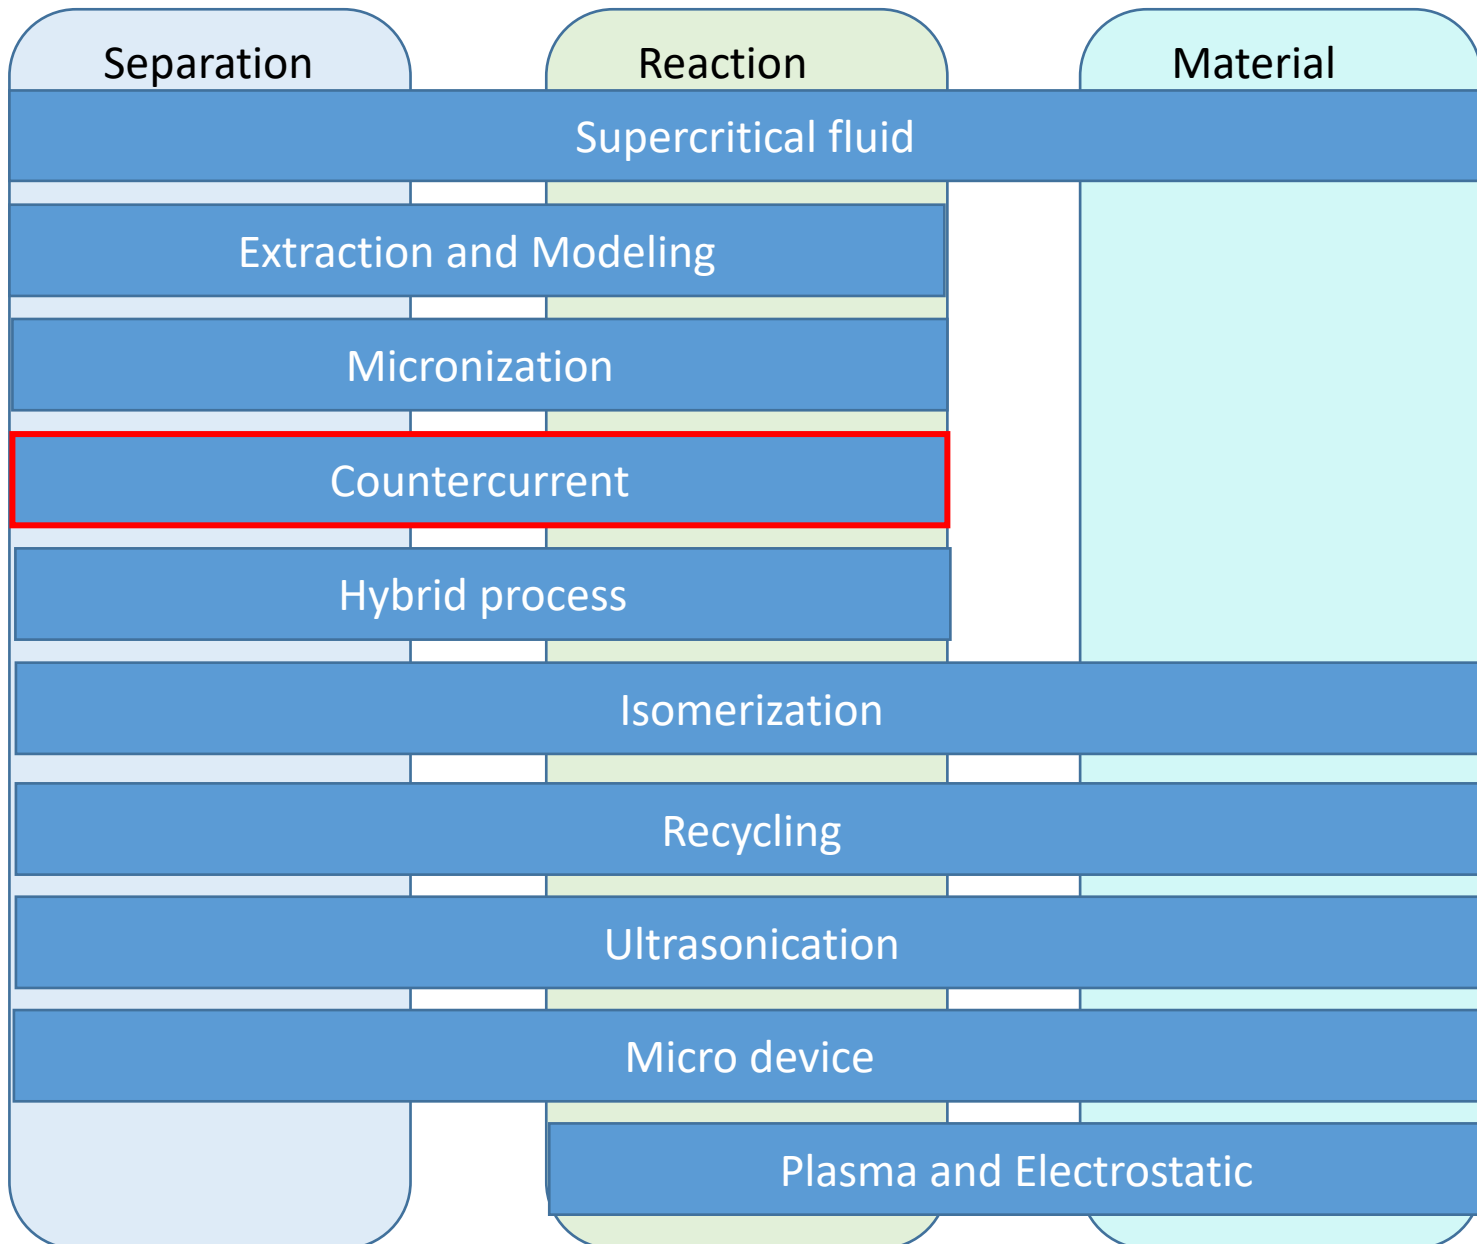 Separation
Reaction
Material
Supercritical fluid
Extraction and Modeling
Micronization
Countercurrent
Hybrid process
Isomerization
Recycling
Ultrasonication
Micro device
Plasma and Electrostatic